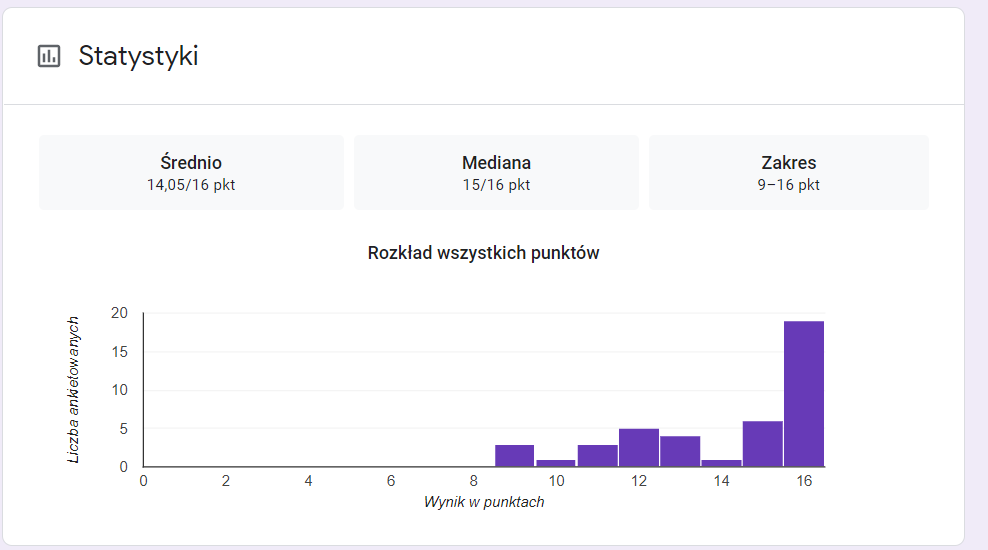 Statystyki
Średnio
14,05/16 pkt
Mediana
15/16 pkt
Zakres
9–16 pkt
Rozkład wszystkich punktów
Liczba ankietowanych
20
15
10
5
0
0 2 4 6 8 10 12 14 16
Wynik w punktach